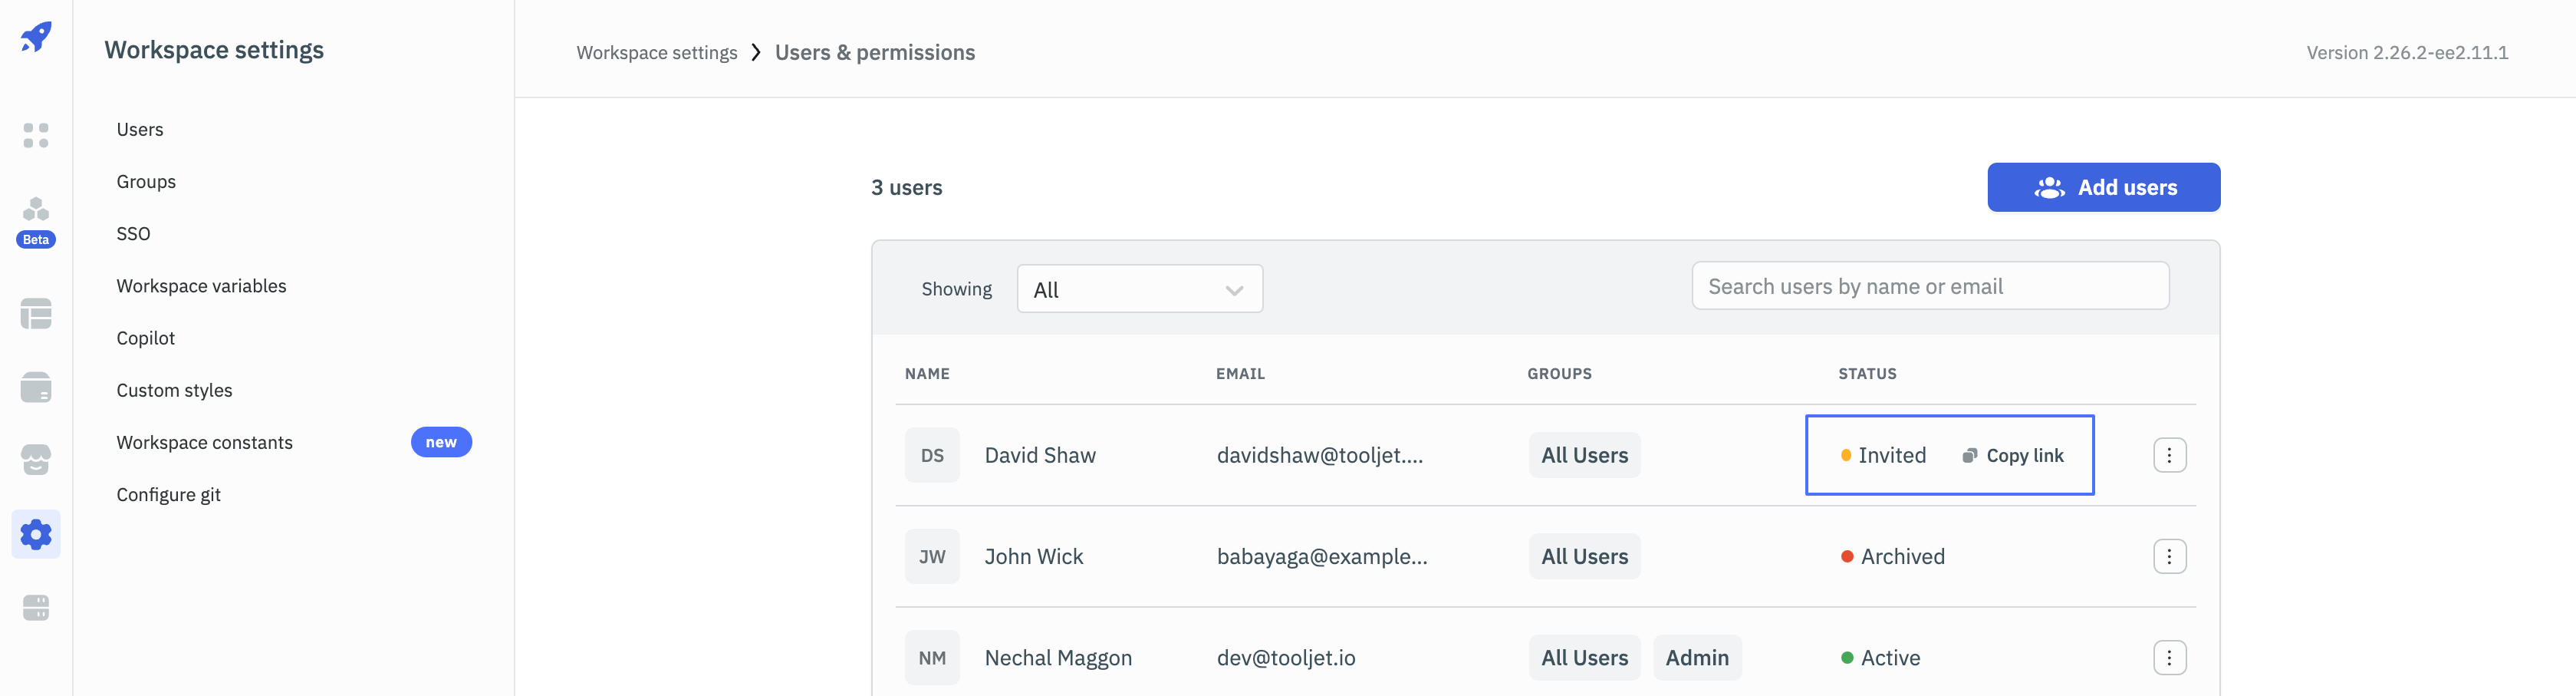 Workspace settings
Users
Groups
SSO
Workspace variables
Copilot
Custom styles
Workspace constants new
Configure git
Beta
Workspace settings > Users & permissions
Version 2.26.2-ee2.11.1
3 users
Add users
Showing All
Search users by name or email
NAME EMAIL GROUPS STATUS
DS David Shaw davidshaw@tooljet.... All Users Invited Copy link
JW John Wick babayaga@example... All Users Archived
NM Nechal Maggon dev@tooljet.io All Users Admin Active